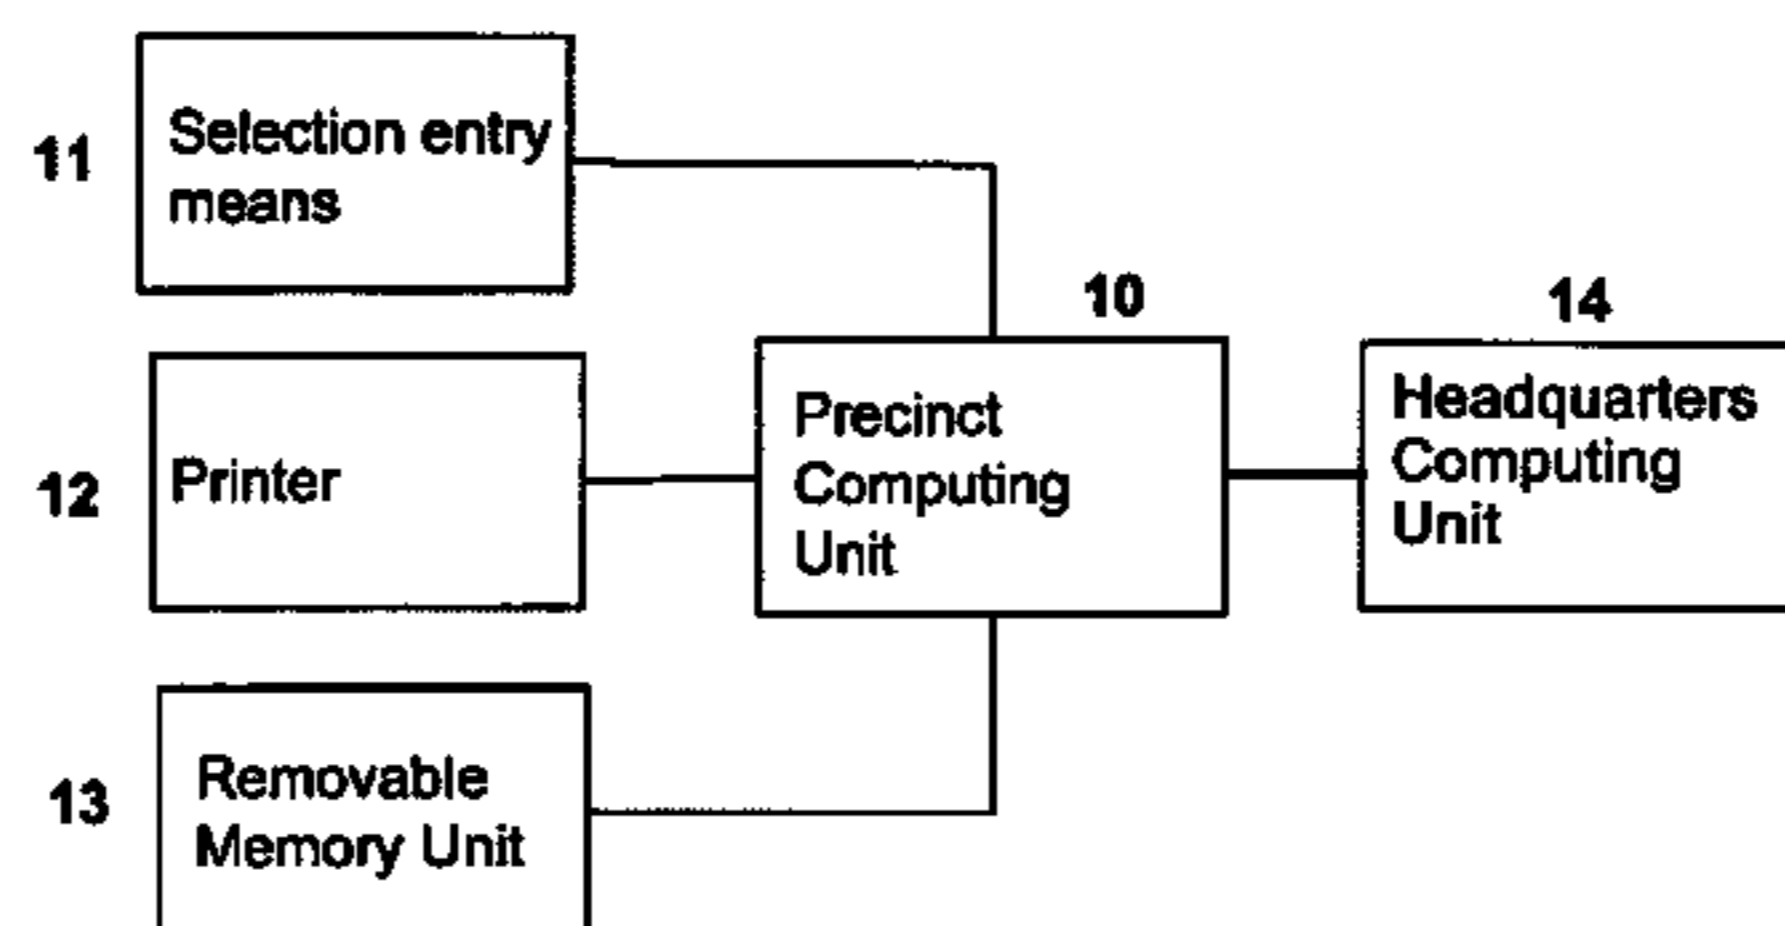 11
Selection entry
means
10
14
12
Printer
Precinct
Computing
Unit
Headquarters
Computing
Unit
13
Removable
Memory Unit